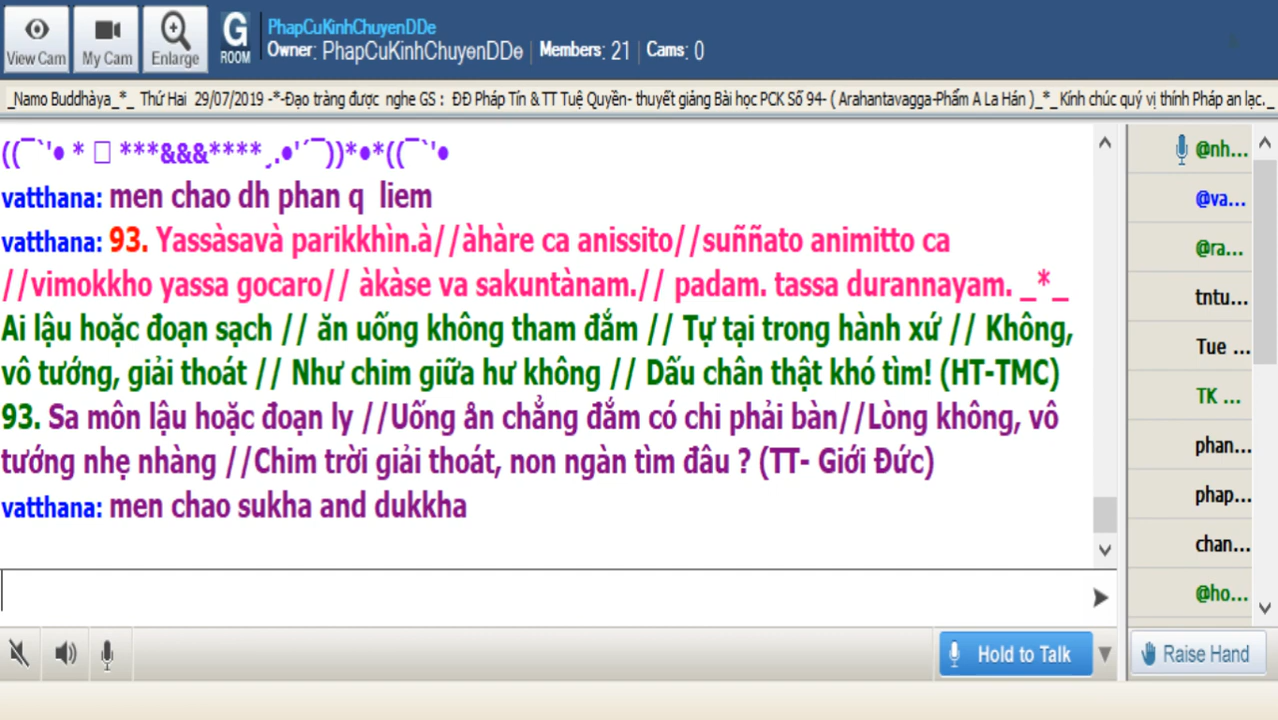 PhapCuKinhChuyenDDe
Owner: PhapCuKinhChuyenDDe | Members: 21 | Cams: 0
View Cam
My Cam
Enlarge
G ROOM
_Namo Buddhàya_*_ Thứ Hai 29/07/2019 -*-Đạo tràng được nghe GS : ĐĐ Pháp Tín & TT Tuệ Quyền- thuyết giảng Bài học PCK Số 94- ( Arahantavagga-Phẩm A La Hán )_*_Kính chúc quý vị thính Pháp an lạc._
((¯`'• * □ ***&&&****¸.•'´¯))*•*((¯`'•
vatthana: men chao dh phan q liem
vatthana: 93. Yassàsavà parikkhìn.à//àhàre ca anissito//suññato animitto ca
//vimokkho yassa gocaro// àkàse va sakuntànam.// padam. tassa durannayam. _*_
Ai lậu hoặc đoạn sạch // ăn uống không tham đắm // Tự tại trong hành xứ // Không,
vô tướng, giải thoát // Như chim giữa hư không // Dấu chân thật khó tìm! (HT-TMC)
93. Sa môn lậu hoặc đoạn ly //Uống ản chẳng đắm có chi phải bàn//Lòng không, vô
tướng nhẹ nhàng //Chim trời giải thoát, non ngàn tìm đâu ? (TT- Giới Đức)
vatthana: men chao sukha and dukkha
@nh...
@va...
@ra...
tntu...
Tue ...
TK ...
phan...
phap...
chan...
@ho...
Hold to Talk
Raise Hand